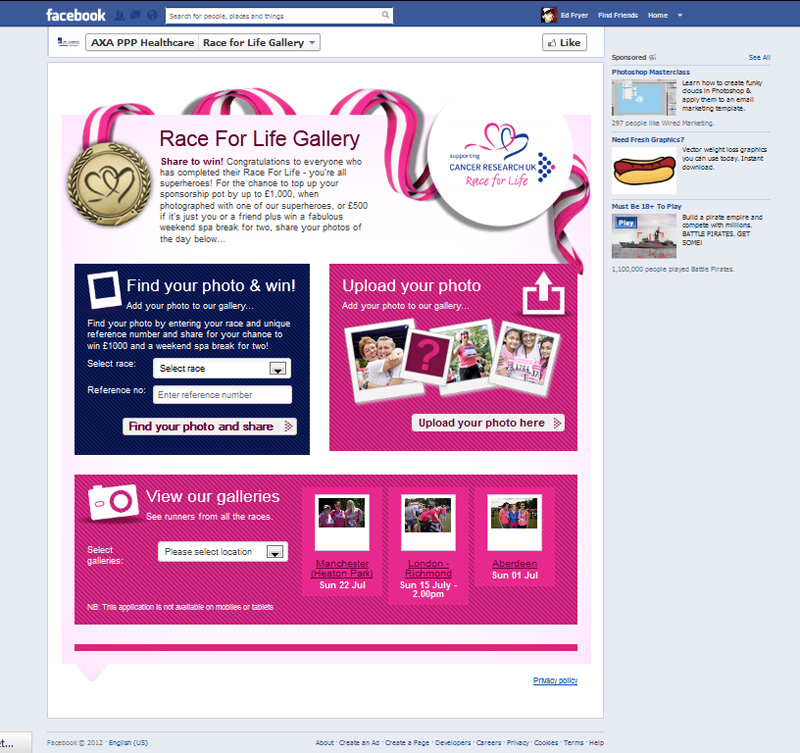 facebook
Search for people, places and things
Ed Fryer
Find Friends
Home
AXA PPP Healthcare
Race for Life Gallery
Like
Race For Life Gallery
Share to win! Congratulations to everyone who
has completed their Race For Life - you're all
superheroes! For the chance to top up your
sponsorship pot by up to £1,000, when
photographed with one of our superheroes, or £500
if it's just you or a friend plus win a fabulous
weekend spa break for two, share your photos of
the day below...
supporting
CANCER RESEARCH UK
Race for Life
Find your photo & win!
Add your photo to our gallery...
Find your photo by entering your race and unique
reference number and share for your chance to
win £1000 and a weekend spa break for two!
Select race:
Select race
Reference no:
Enter reference number
Find your photo and share
Upload your photo
Add your photo to our gallery...
?
Upload your photo here
View our galleries
See runners from all the races.
Select
galleries:
Please select location
NB: This application is not available on mobiles or tablets
Manchester
(Heaton Park)
Sun 22 Jul
London -
Richmond
Sun 15 July -
2.00pm
Aberdeen
Sun 01 Jul
Privacy policy
Sponsored
See All
Photoshop Masterclass
Learn how to create funky
clouds in Photoshop &
apply them to an email
marketing template.
297 people like Wired Marketing.
Need Fresh Graphics?
Vector weight loss graphics
you can use today. Instant
download.
Must Be 18+ To Play
Play
Build a pirate empire and
compete with millions.
BATTLE PIRATES. GET
SOME!
1,100,000 people played Battle Pirates.
et...
Facebook © 2012 · English (US)
About · Create an Ad · Create a Page · Developers · Careers · Privacy · Cookies · Terms · Help